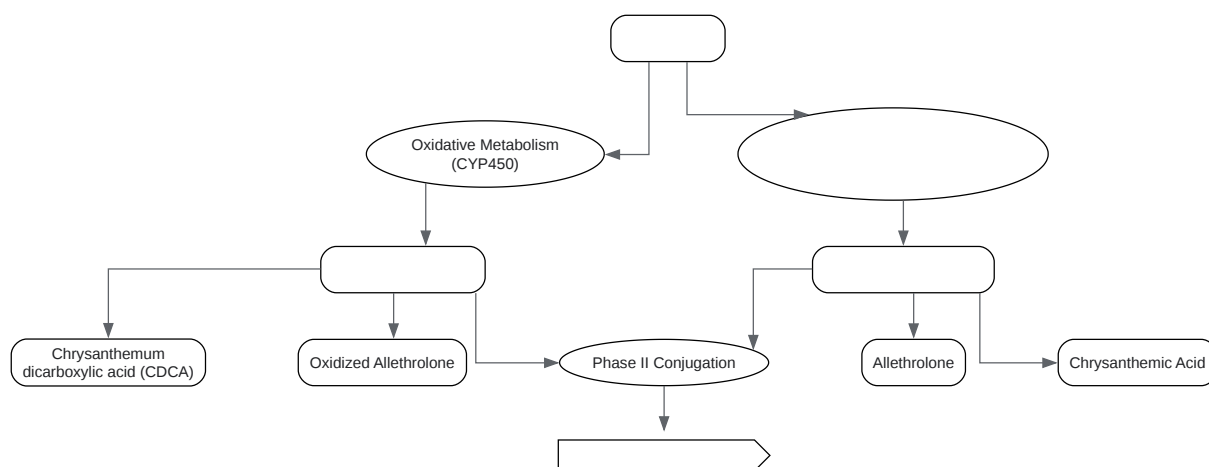 Oxidative Metabolism
(CYP450)
Chrysanthemum
dicarboxylic acid (CDCA)
Oxidized Allethrolone
Phase II Conjugation
Allethrolone
Chrysanthemic Acid